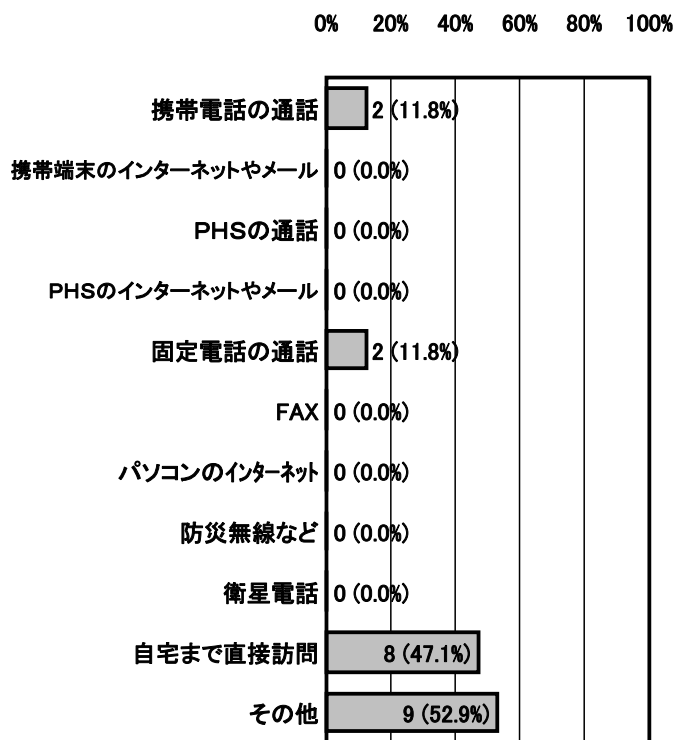 0% 20% 40% 60% 80% 100%
携帯電話の通話 2 (11.8%)
携帯端末のインターネットやメール 0 (0.0%)
PHSの通話 0 (0.0%)
PHSのインターネットやメール 0 (0.0%)
固定電話の通話 2 (11.8%)
FAX 0 (0.0%)
パソコンのインターネット 0 (0.0%)
防災無線など 0 (0.0%)
衛星電話 0 (0.0%)
自宅まで直接訪問 8 (47.1%)
その他 9 (52.9%)